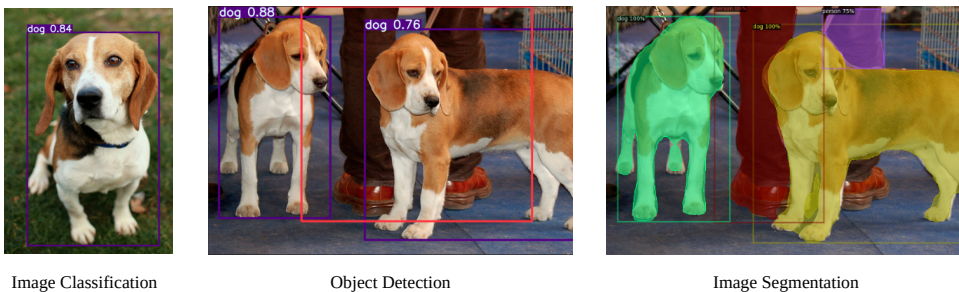 dog 0.84
dog 0.88
dog 0.76
dog 100%
dog 100%
person 75%
Image Classification
Object Detection
Image Segmentation